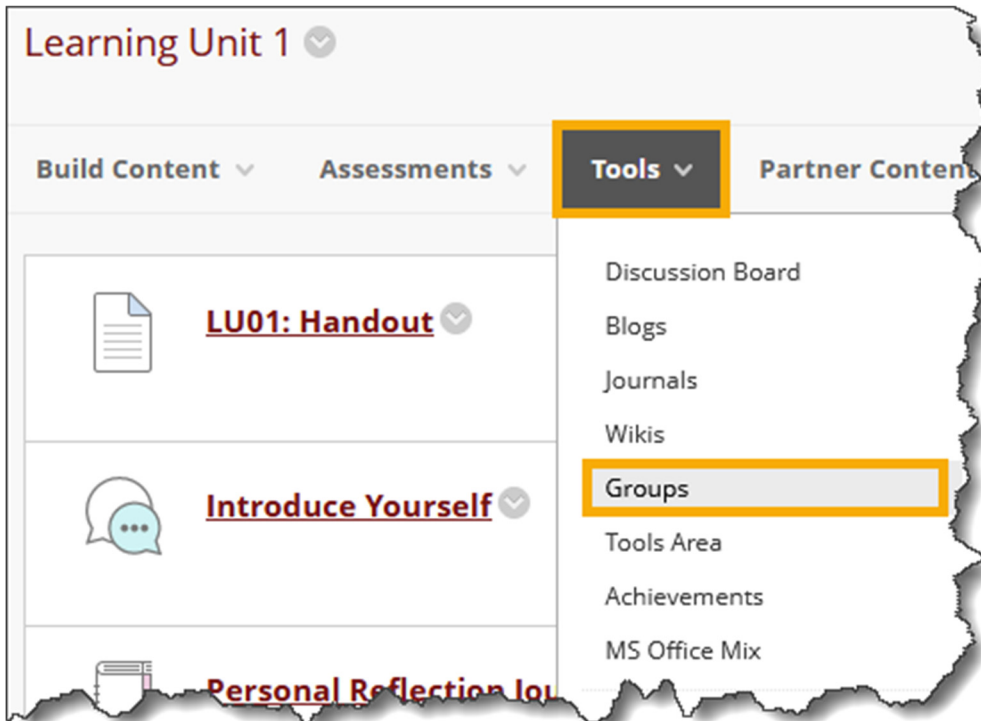 Learning Unit 1
Build Content Assessments Tools Partner Content
LU01: Handout
Introduce Yourself
Personal Reflection
Discussion Board
Blogs
Journals
Wikis
Groups
Tools Area
Achievements
MS Office Mix